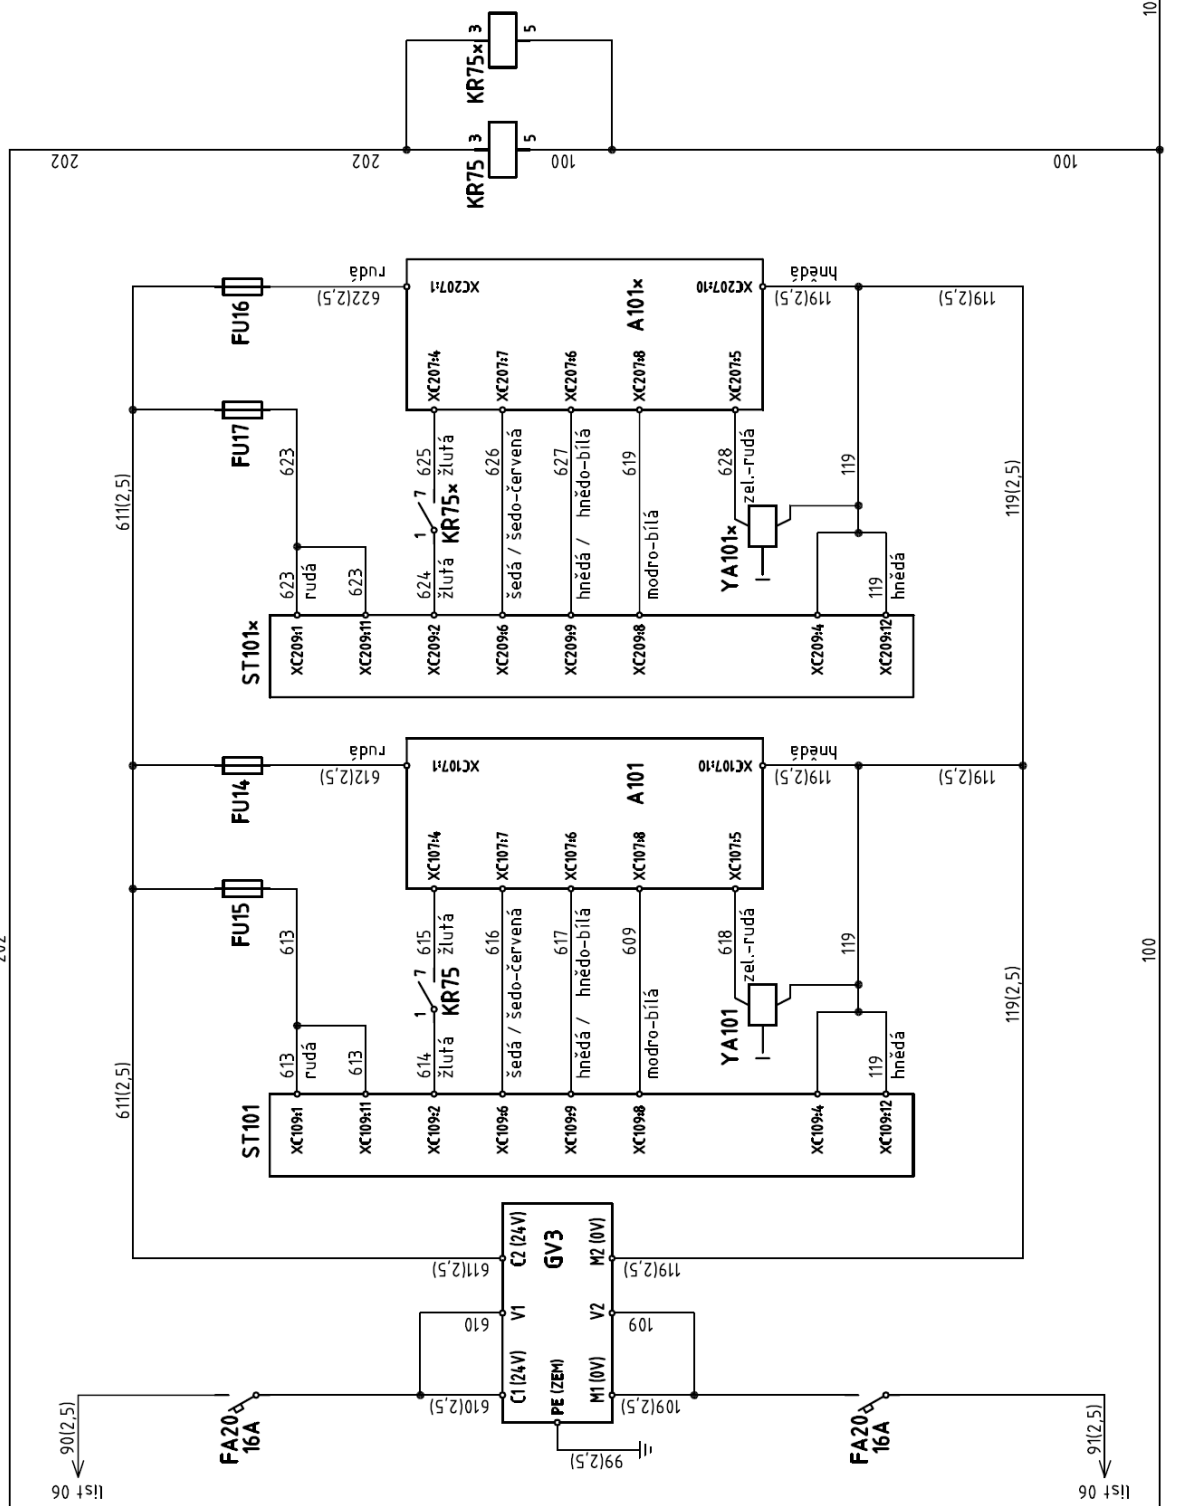 10
202
202
KR75×
3
5
KR75
3
5
100
100
rudá
622(2,5)
FU16
XC207:1
XC207:10
A101×
hnědá
119(2,5)
119(2,5)
FU17
623
611(2,5)
XC207:4
XC207:7
XC207:6
XC207:8
XC207:5
625
žlutá
7
1
KR75×
624
žlutá
626
šedá / šedo-červená
627
hnědá / hnědo-bílá
619
modro-bílá
628
zel.-rudá
YA101×
119
119(2,5)
623
rudá
623
119
hnědá
ST101×
XC209:1
XC209:11
XC209:2
XC209:6
XC209:9
XC209:8
XC209:4
XC209:12
rudá
612(2,5)
FU14
XC107:1
XC107:10
A101
hnědá
119(2,5)
119(2,5)
FU15
613
XC107:4
XC107:7
XC107:6
XC107:8
XC107:5
202
615
žlutá
7
1
KR75
614
žlutá
616
šedá / šedo-červená
617
hnědá / hnědo-bílá
609
modro-bílá
618
zel.-rudá
YA101
119
119(2,5)
100
611(2,5)
613
rudá
613
119
hnědá
ST101
XC109:1
XC109:11
XC109:2
XC109:6
XC109:9
XC109:8
XC109:4
XC109:12
611(2,5)
C2 (24V)
GV3
M2 (0V)
119(2,5)
610
V1
V2
109
610(2,5)
C1 (24V)
PE (ZEM)
M1 (0V)
109(2,5)
99(2,5)
90(2,5)
FA20
16A
FA20
16A
91(2,5)
list 06
list 06